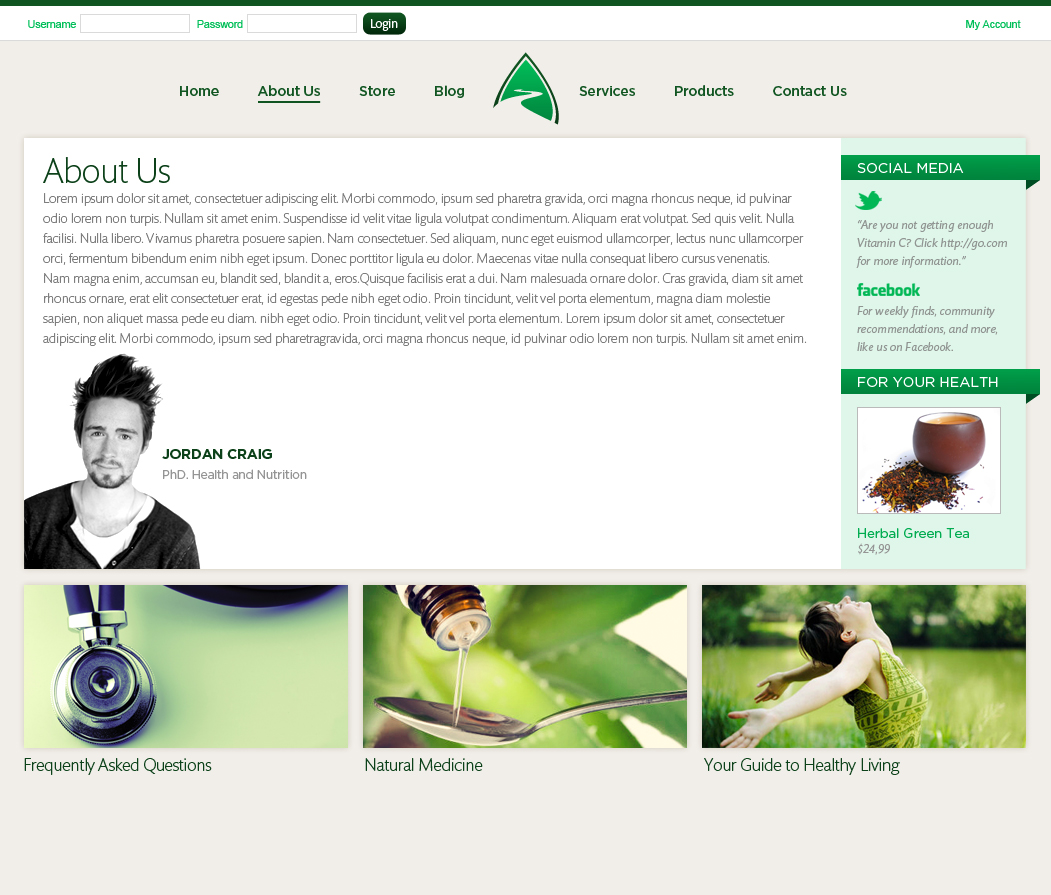 Username
Password
Login
My Account
Home
About Us
Store
Blog
Services
Products
Contact Us
About Us
Lorem ipsum dolor sit amet, consectetuer adipiscing elit. Morbi commodo, ipsum sed pharetra gravida, orci magna rhoncus neque, id pulvinar
odio lorem non turpis. Nullam sit amet enim. Suspendisse id velit vitae ligula volutpat condimentum. Aliquam erat volutpat. Sed quis velit. Nulla
facilisi. Nulla libero. Vivamus pharetra posuere sapien. Nam consectetuer. Sed aliquam, nunc eget euismod ullamcorper, lectus nunc ullamcorper
orci, fermentum bibendum enim nibh eget ipsum. Donec porttitor ligula eu dolor. Maecenas vitae nulla consequat libero cursus venenatis.
Nam magna enim, accumsan eu, blandit sed, blandit a, eros.Quisque facilisis erat a dui. Nam malesuada ornare dolor. Cras gravida, diam sit amet
rhoncus ornare, erat elit consectetuer erat, id egestas pede nibh eget odio. Proin tincidunt, velit vel porta elementum, magna diam molestie
sapien, non aliquet massa pede eu diam. nibh eget odio. Proin tincidunt, velit vel porta elementum. Lorem ipsum dolor sit amet, consectetuer
adipiscing elit. Morbi commodo, ipsum sed pharetragravida, orci magna rhoncus neque, id pulvinar odio lorem non turpis. Nullam sit amet enim.
JORDAN CRAIG
PhD. Health and Nutrition
SOCIAL MEDIA
"Are you not getting enough
Vitamin C? Click http://go.com
for more information."
facebook
For weekly finds, community
recommendations, and more,
like us on Facebook.
FOR YOUR HEALTH
Herbal Green Tea
$24,99
Frequently Asked Questions
Natural Medicine
Your Guide to Healthy Living